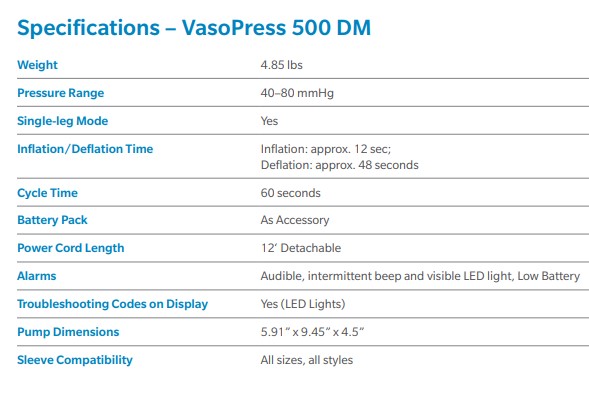 Specifications – VasoPress 500 DM
Weight 4.85 lbs
Pressure Range 40–80 mmHg
Single-leg Mode Yes
Inflation/Deflation Time Inflation: approx. 12 sec;
Deflation: approx. 48 seconds
Cycle Time 60 seconds
Battery Pack As Accessory
Power Cord Length 12′ Detachable
Alarms Audible, intermittent beep and visible LED light, Low Battery
Troubleshooting Codes on Display Yes (LED Lights)
Pump Dimensions 5.91″ x 9.45″ x 4.5″
Sleeve Compatibility All sizes, all styles